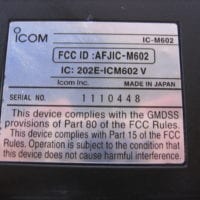 ICOM IC-M602
FCC ID : AFJIC-M602
IC: 202E-ICM602 V
Icom Inc. MADE IN JAPAN
SERIAL NO. 1110448
This device complies with the GMDSS
provisions of Part 80 of the FCC Rules.
This device complies with Part 15 of the FCC
Rules. Operation is subject to the condition that
this device does not cause harmful interference.